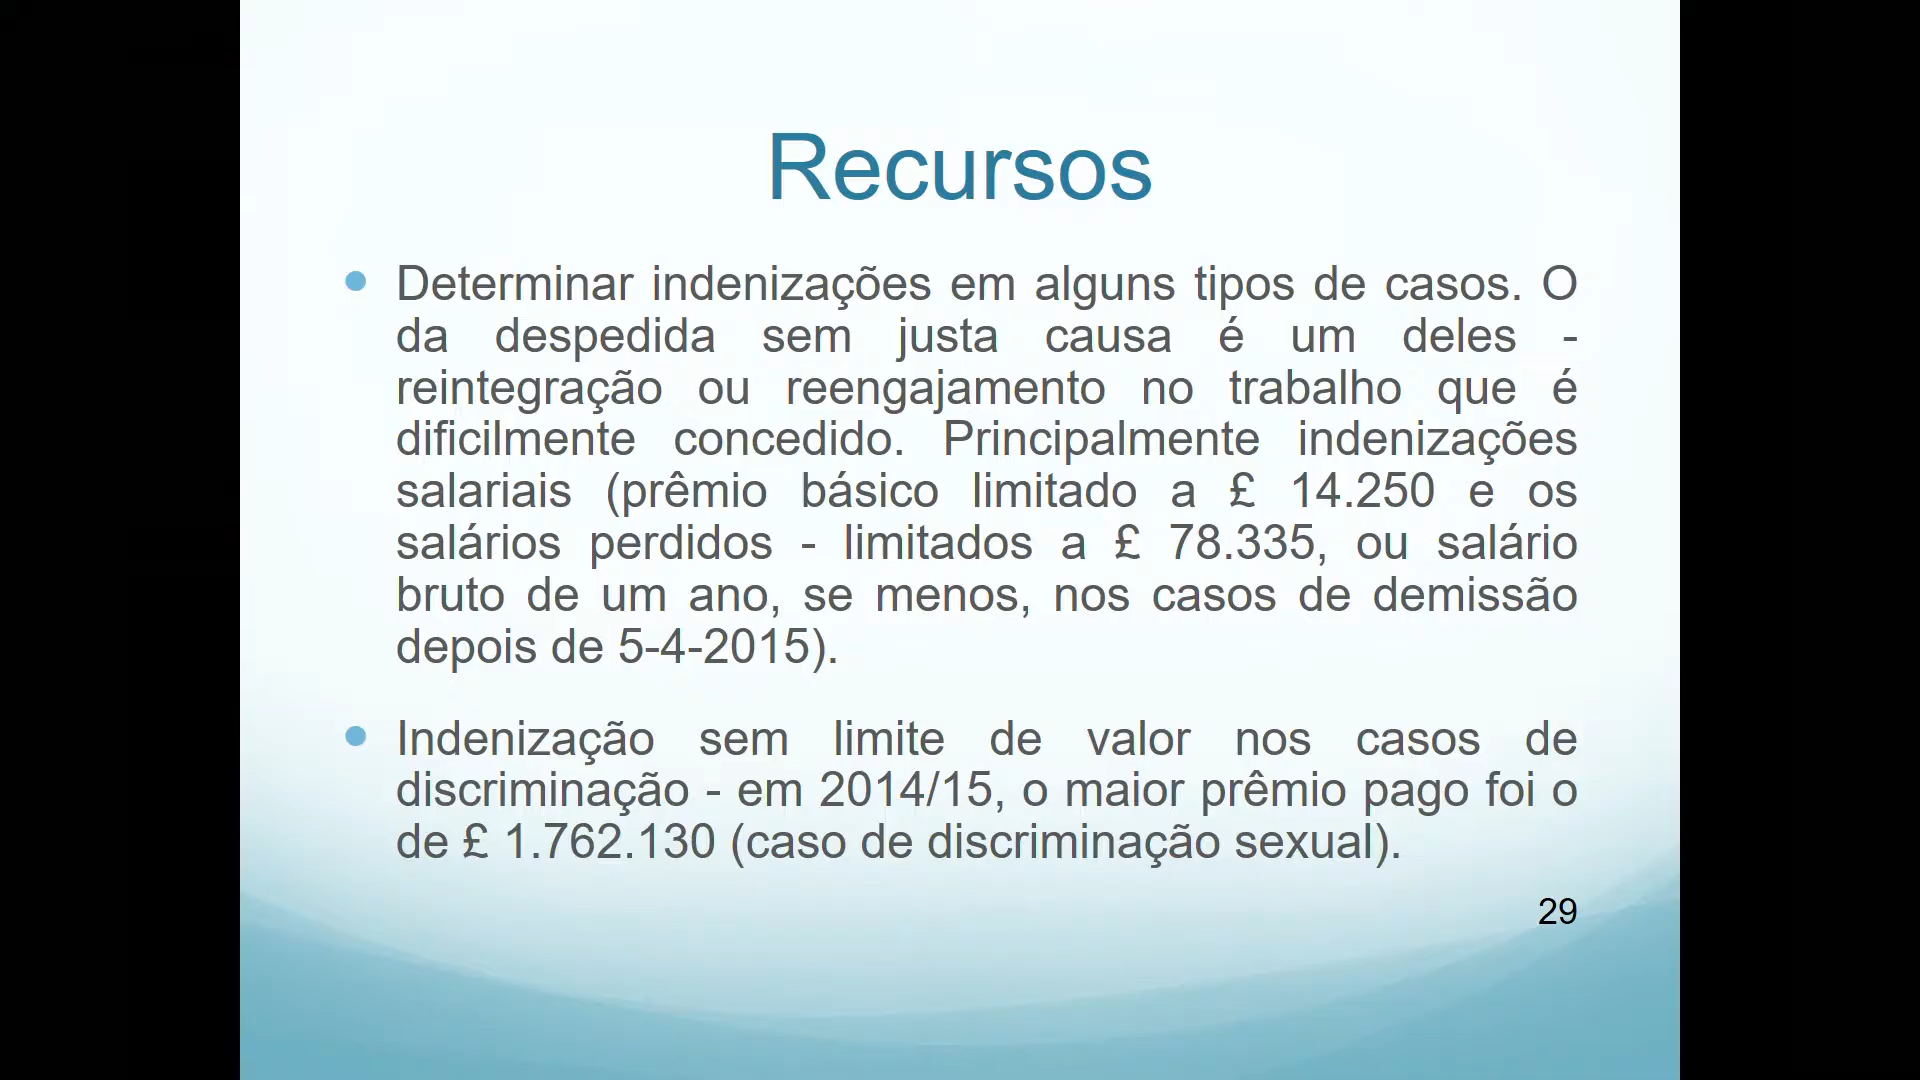 Recursos
Determinar indenizações em alguns tipos de casos. O
da despedida sem justa causa é um deles -
reintegração ou reengajamento no trabalho que é
dificilmente concedido. Principalmente indenizações
salariais (prêmio básico limitado a £ 14.250 e os
salários perdidos - limitados a £ 78.335, ou salário
bruto de um ano, se menos, nos casos de demissão
depois de 5-4-2015).
Indenização sem limite de valor nos casos de
discriminação - em 2014/15, o maior prêmio pago foi o
de £ 1.762.130 (caso de discriminação sexual).
29